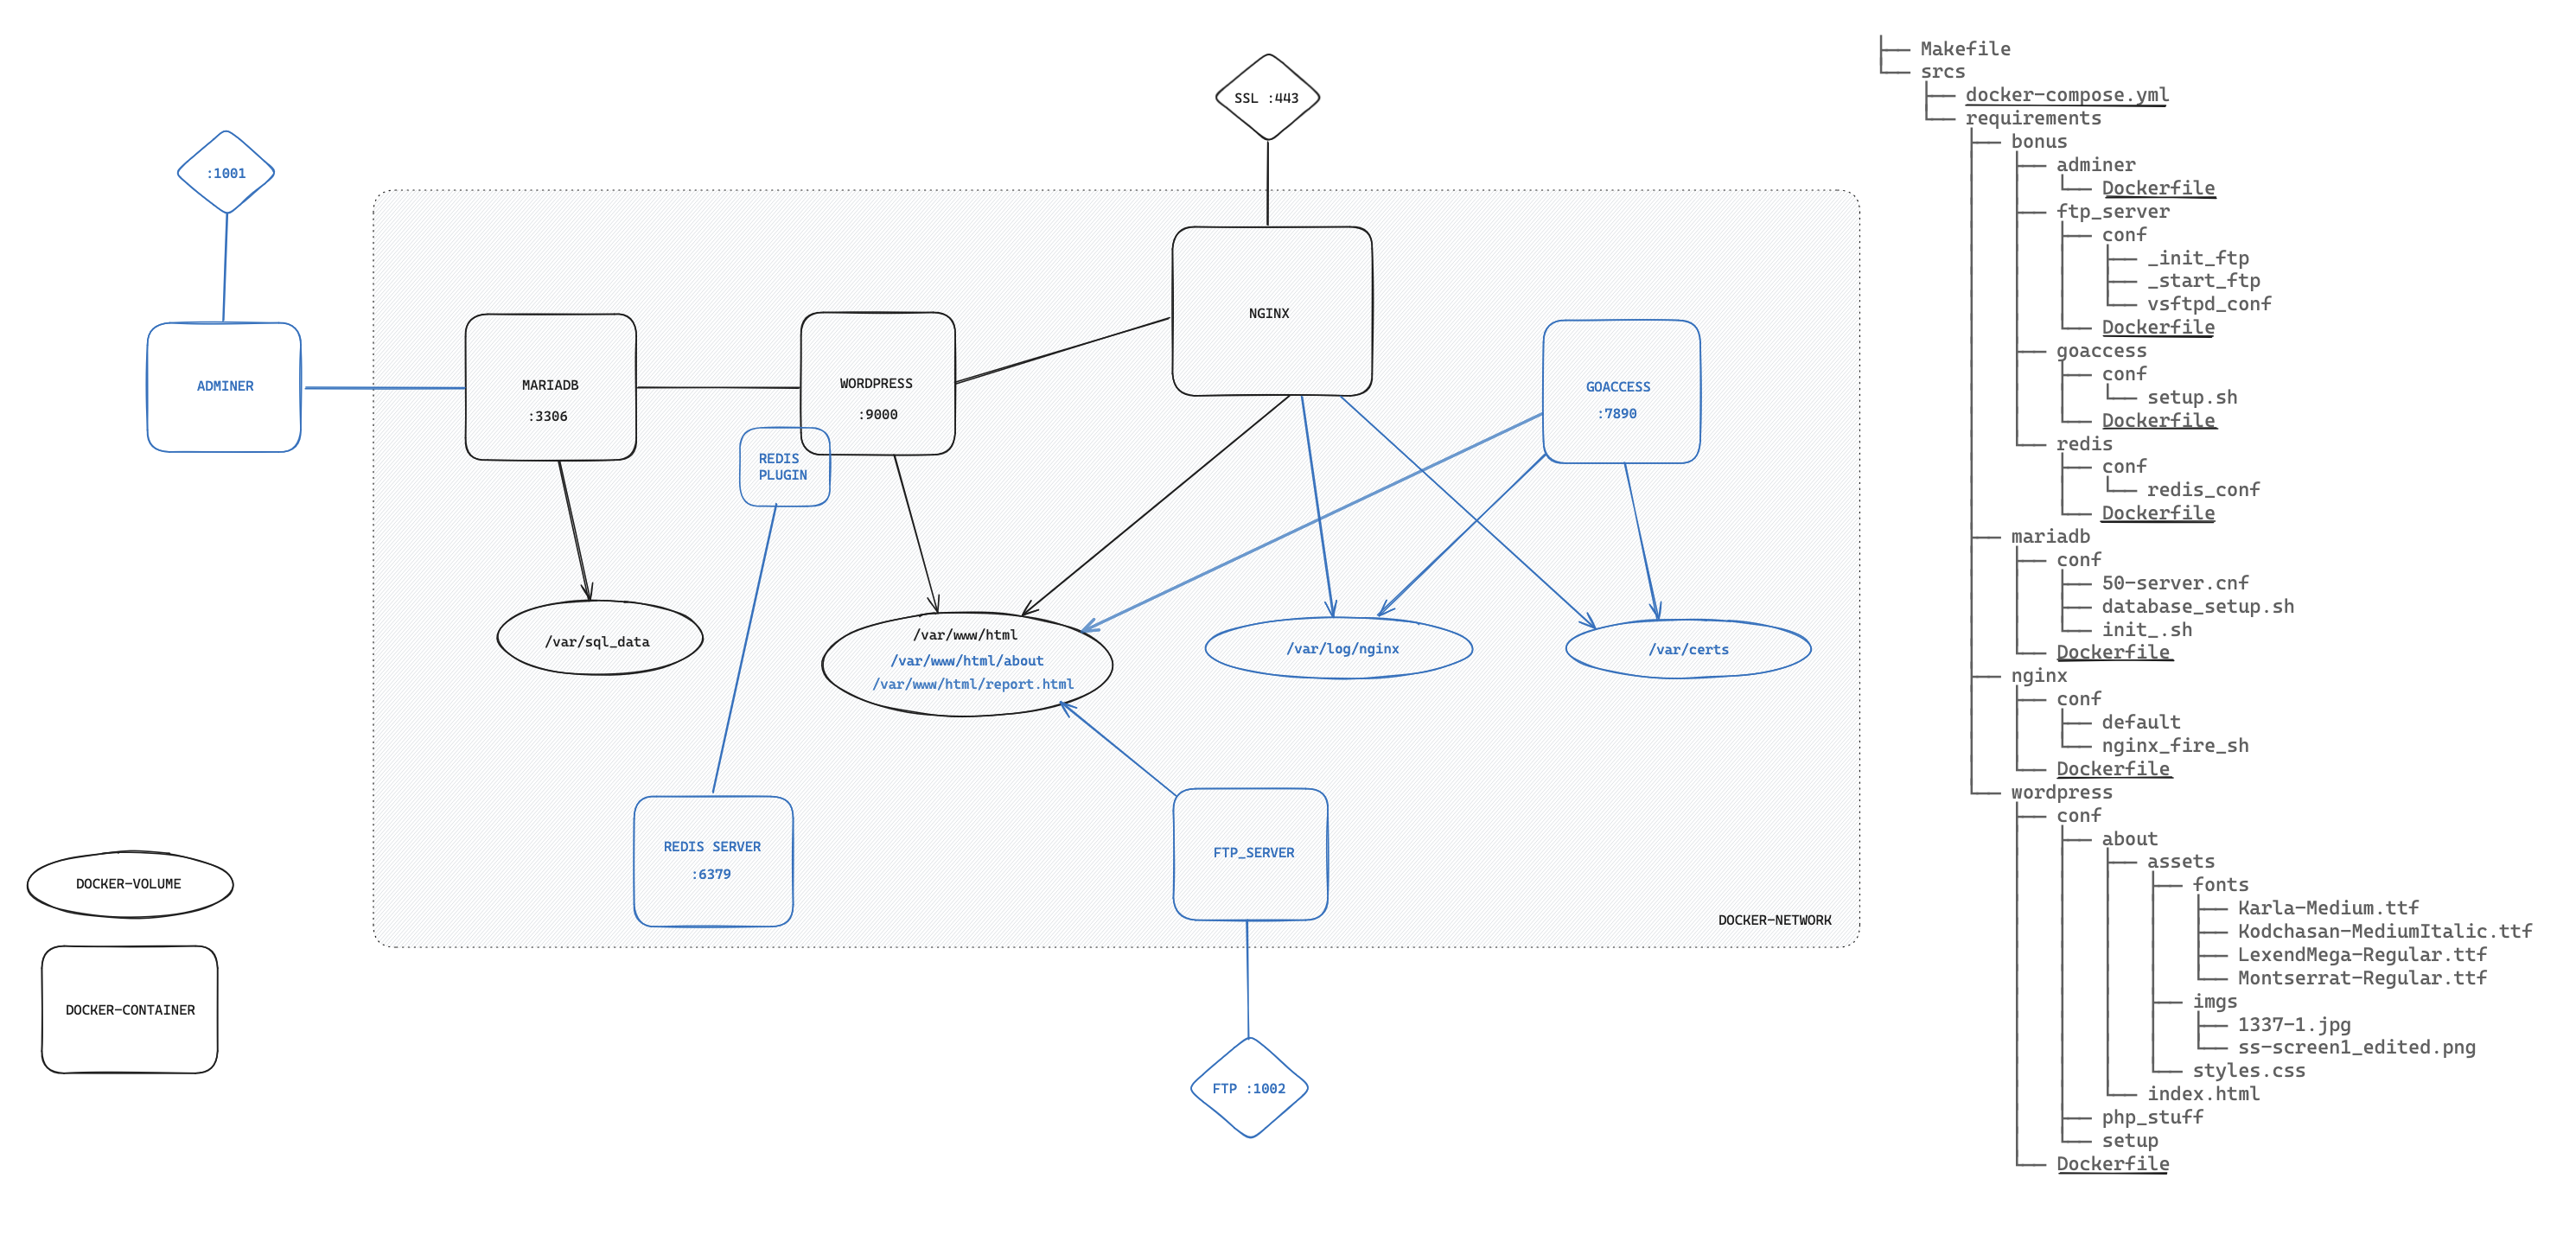 SSL :443
:1001
NGINX
ADMINER
MARIADB
:3306
WORDPRESS
:9000
GOACCESS
:7890
REDIS
PLUGIN
/var/sql_data
/var/www/html
/var/www/html/about
/var/www/html/report.html
/var/log/nginx
/var/certs
REDIS SERVER
:6379
FTP_SERVER
DOCKER-NETWORK
DOCKER-VOLUME
DOCKER-CONTAINER
FTP :1002
├── Makefile
└── srcs
    ├── docker-compose.yml
    └── requirements
        ├── bonus
        │   ├── adminer
        │   │   └── Dockerfile
        │   ├── ftp_server
        │   │   ├── conf
        │   │   │   ├── _init_ftp
        │   │   │   ├── _start_ftp
        │   │   │   └── vsftpd_conf
        │   │   └── Dockerfile
        │   ├── goaccess
        │   │   ├── conf
        │   │   │   └── setup.sh
        │   │   └── Dockerfile
        │   └── redis
        │       ├── conf
        │       │   └── redis_conf
        │       └── Dockerfile
        ├── mariadb
        │   ├── conf
        │   │   ├── 50-server.cnf
        │   │   ├── database_setup.sh
        │   │   └── init_.sh
        │   └── Dockerfile
        ├── nginx
        │   ├── conf
        │   │   ├── default
        │   │   └── nginx_fire_sh
        │   └── Dockerfile
        └── wordpress
            ├── conf
            │   ├── about
            │   │   ├── assets
            │   │   │   ├── fonts
            │   │   │   │   ├── Karla-Medium.ttf
            │   │   │   │   ├── Kodchasan-MediumItalic.ttf
            │   │   │   │   ├── LexendMega-Regular.ttf
            │   │   │   │   └── Montserrat-Regular.ttf
            │   │   │   ├── imgs
            │   │   │   │   ├── 1337-1.jpg
            │   │   │   │   └── ss-screen1_edited.png
            │   │   │   └── styles.css
            │   │   └── index.html
            │   ├── php_stuff
            │   └── setup
            └── Dockerfile